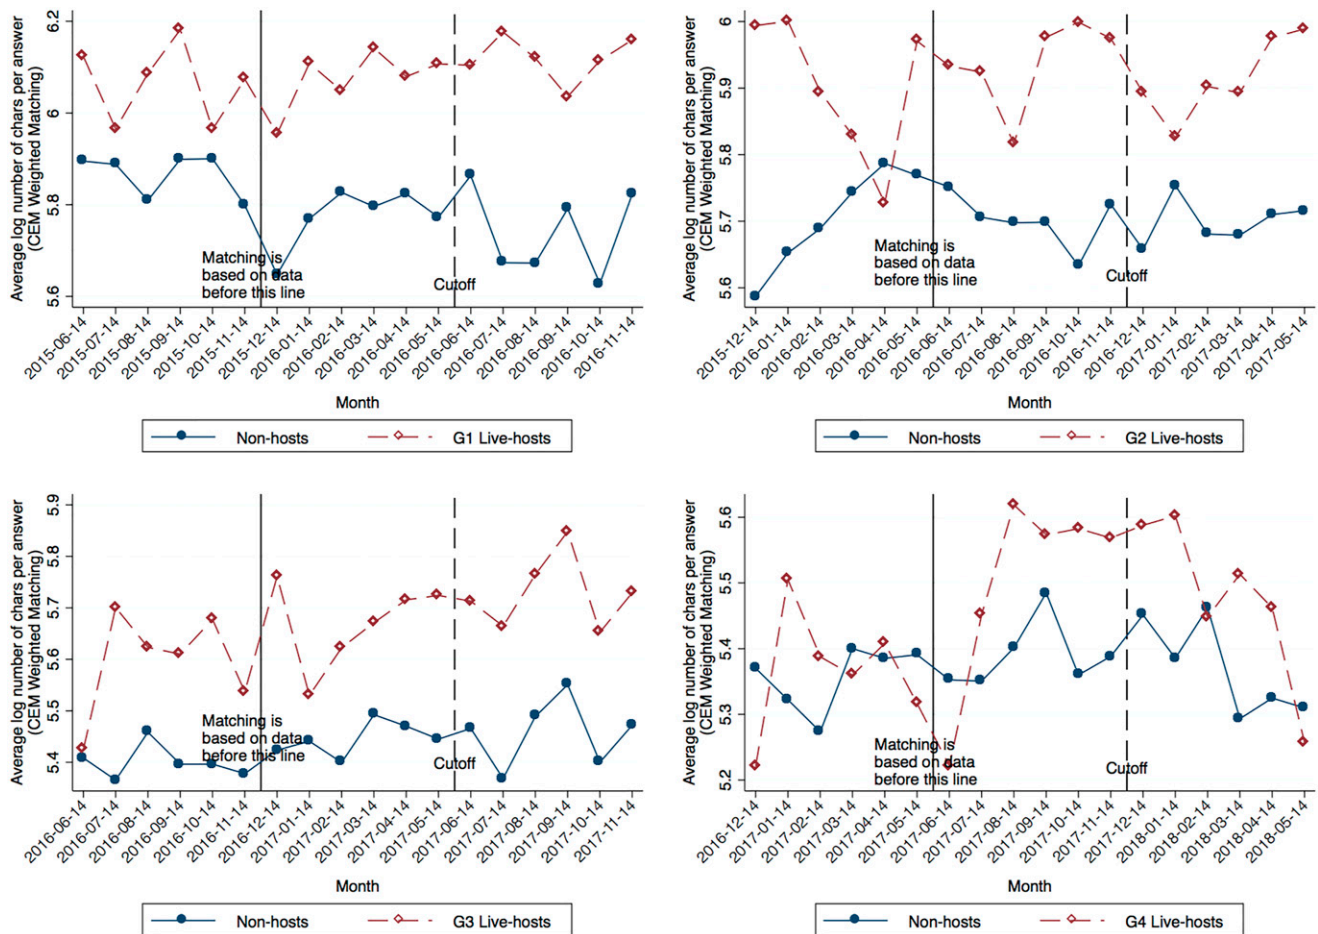 Average log number of chars per answer
(CEM Weighted Matching)
6.2
6
5.8
5.6
Matching is
based on data
before this line
Cutoff
2015-06-14
2015-07-14
2015-08-14
2015-09-14
2015-10-14
2015-11-14
2015-12-14
2016-01-14
2016-02-14
2016-03-14
2016-04-14
2016-05-14
2016-06-14
2016-07-14
2016-08-14
2016-09-14
2016-10-14
2016-11-14
Month
Non-hosts
G1 Live-hosts
Average log number of chars per answer
(CEM Weighted Matching)
6
5.9
5.8
5.7
5.6
Matching is
based on data
before this line
Cutoff
2015-12-14
2016-01-14
2016-02-14
2016-03-14
2016-04-14
2016-05-14
2016-06-14
2016-07-14
2016-08-14
2016-09-14
2016-10-14
2016-11-14
2016-12-14
2017-01-14
2017-02-14
2017-03-14
2017-04-14
2017-05-14
Month
Non-hosts
G2 Live-hosts
Average log number of chars per answer
(CEM Weighted Matching)
5.9
5.8
5.7
5.6
5.5
5.4
Matching is
based on data
before this line
Cutoff
2016-06-14
2016-07-14
2016-08-14
2016-09-14
2016-10-14
2016-11-14
2016-12-14
2017-01-14
2017-02-14
2017-03-14
2017-04-14
2017-05-14
2017-06-14
2017-07-14
2017-08-14
2017-09-14
2017-10-14
2017-11-14
Month
Non-hosts
G3 Live-hosts
Average log number of chars per answer
(CEM Weighted Matching)
5.6
5.5
5.4
5.3
5.2
Matching is
based on data
before this line
Cutoff
2016-12-14
2017-01-14
2017-02-14
2017-03-14
2017-04-14
2017-05-14
2017-06-14
2017-07-14
2017-08-14
2017-09-14
2017-10-14
2017-11-14
2017-12-14
2018-01-14
2018-02-14
2018-03-14
2018-04-14
2018-05-14
Month
Non-hosts
G4 Live-hosts